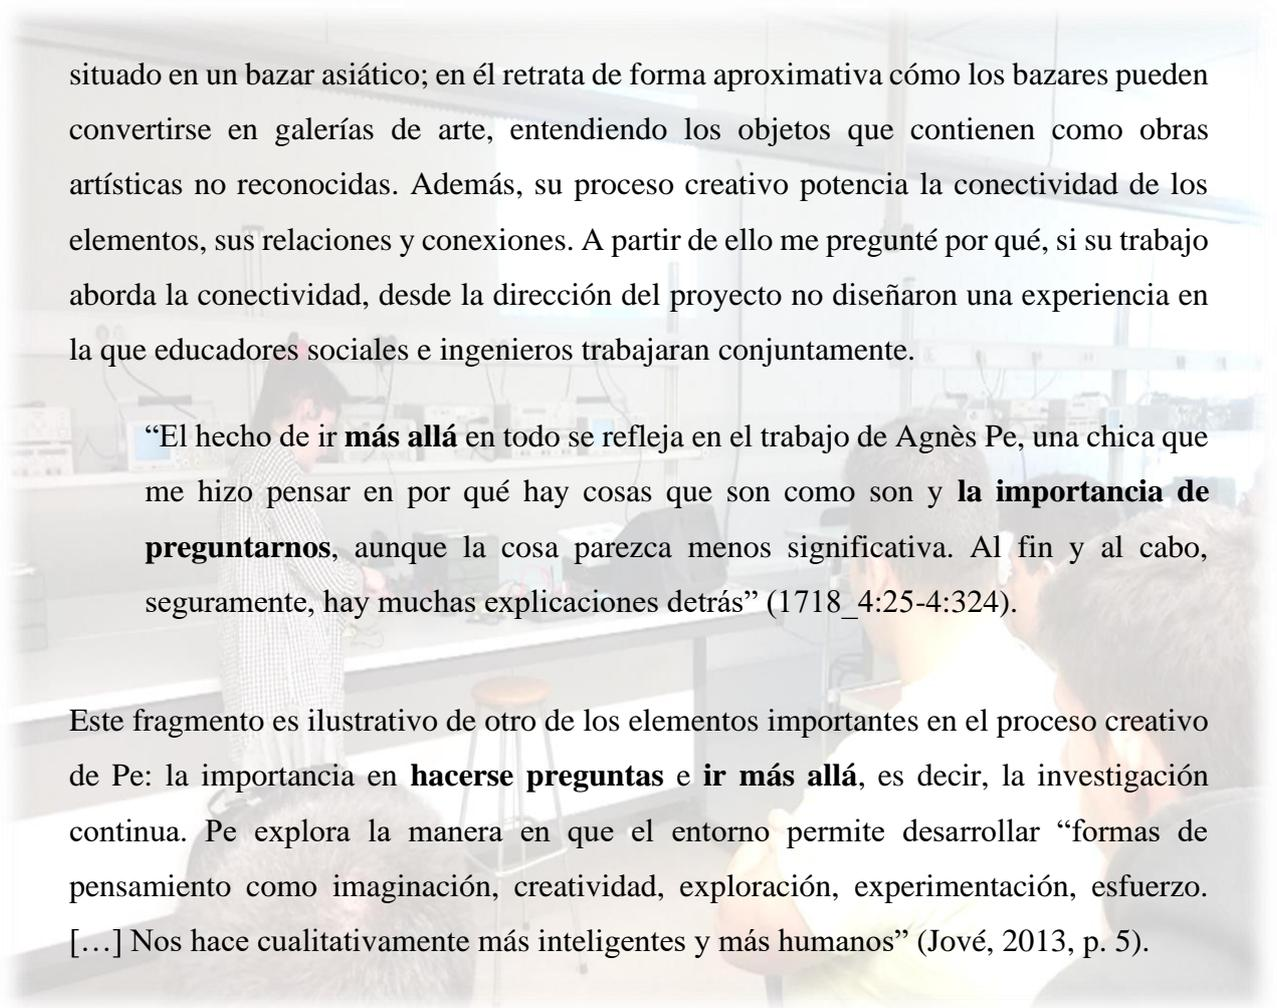 situado en un bazar asiático; en él retrata de forma aproximativa cómo los bazares pueden
convertirse en galerías de arte, entendiendo los objetos que contienen como obras
artísticas no reconocidas. Además, su proceso creativo potencia la conectividad de los
elementos, sus relaciones y conexiones. A partir de ello me pregunté por qué, si su trabajo
aborda la conectividad, desde la dirección del proyecto no diseñaron una experiencia en
la que educadores sociales e ingenieros trabajaran conjuntamente.
“El hecho de ir más allá en todo se refleja en el trabajo de Agnès Pe, una chica que
me hizo pensar en por qué hay cosas que son como son y la importancia de
preguntarnos, aunque la cosa parezca menos significativa. Al fin y al cabo,
seguramente, hay muchas explicaciones detrás” (1718_4:25-4:324).
Este fragmento es ilustrativo de otro de los elementos importantes en el proceso creativo
de Pe: la importancia en hacerse preguntas e ir más allá, es decir, la investigación
continua. Pe explora la manera en que el entorno permite desarrollar “formas de
pensamiento como imaginación, creatividad, exploración, experimentación, esfuerzo.
[…] Nos hace cualitativamente más inteligentes y más humanos” (Jové, 2013, p. 5).